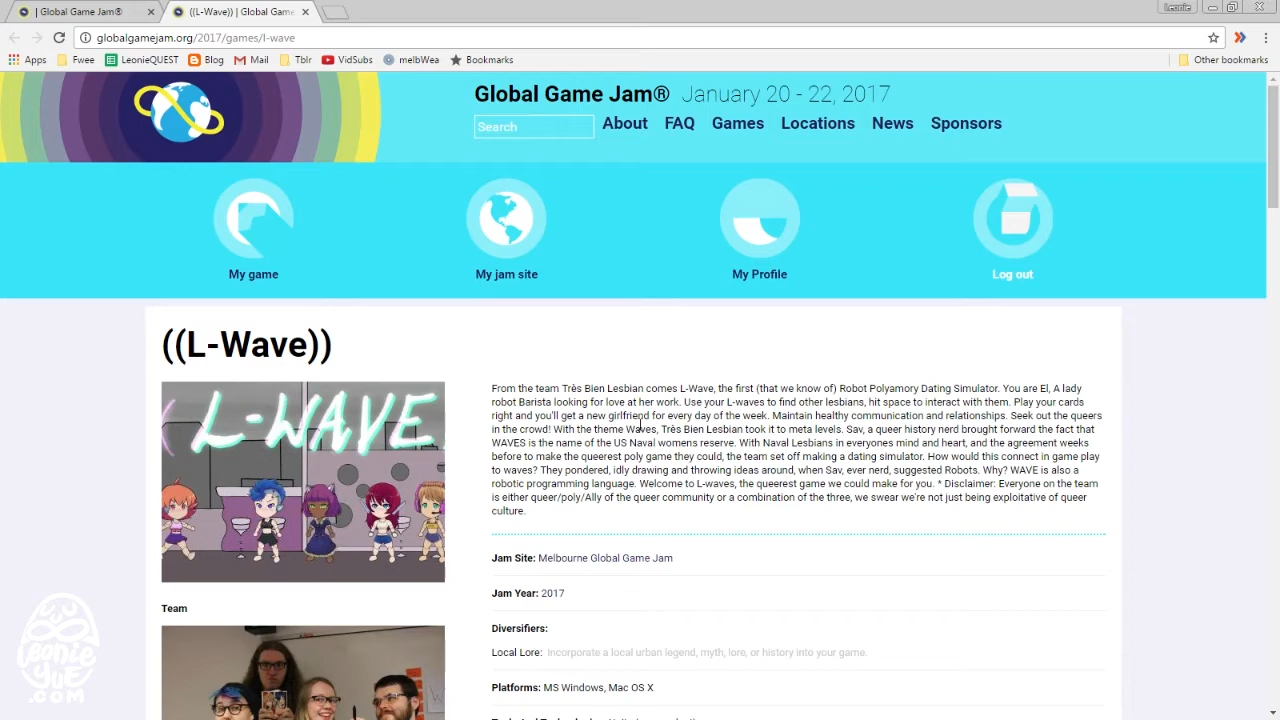 | Global Game Jam®
((L-Wave)) | Global Game
Leonie
globalgamejam.org/2017/games/l-wave
Apps
Fwee
LeonieQUEST
Blog
Mail
Tblr
VidSubs
melbWea
Bookmarks
Other bookmarks
Global Game Jam® January 20 - 22, 2017
Search
About
FAQ
Games
Locations
News
Sponsors
My game
My jam site
My Profile
Log out
((L-Wave))
L-WAVE
From the team Très Bien Lesbian comes L-Wave, the first (that we know of) Robot Polyamory Dating Simulator. You are El, A lady
robot Barista looking for love at her work. Use your L-waves to find other lesbians, hit space to interact with them. Play your cards
right and you'll get a new girlfriend for every day of the week. Maintain healthy communication and relationships. Seek out the queers
in the crowd! With the theme Waves, Très Bien Lesbian took it to meta levels. Sav, a queer history nerd brought forward the fact that
WAVES is the name of the US Naval womens reserve. With Naval Lesbians in everyones mind and heart, and the agreement weeks
before to make the queerest poly game they could, the team set off making a dating simulator. How would this connect in game play
to waves? They pondered, idly drawing and throwing ideas around, when Sav, ever nerd, suggested Robots. Why? WAVE is also a
robotic programming language. Welcome to L-waves, the queerest game we could make for you. * Disclaimer: Everyone on the team
is either queer/poly/Ally of the queer community or a combination of the three, we swear we're not just being exploitative of queer
culture.
Jam Site: Melbourne Global Game Jam
Jam Year: 2017
Team
Diversifiers:
Local Lore: Incorporate a local urban legend, myth, lore, or history into your game.
Platforms: MS Windows, Mac OS X
Leonie
Yue
.com